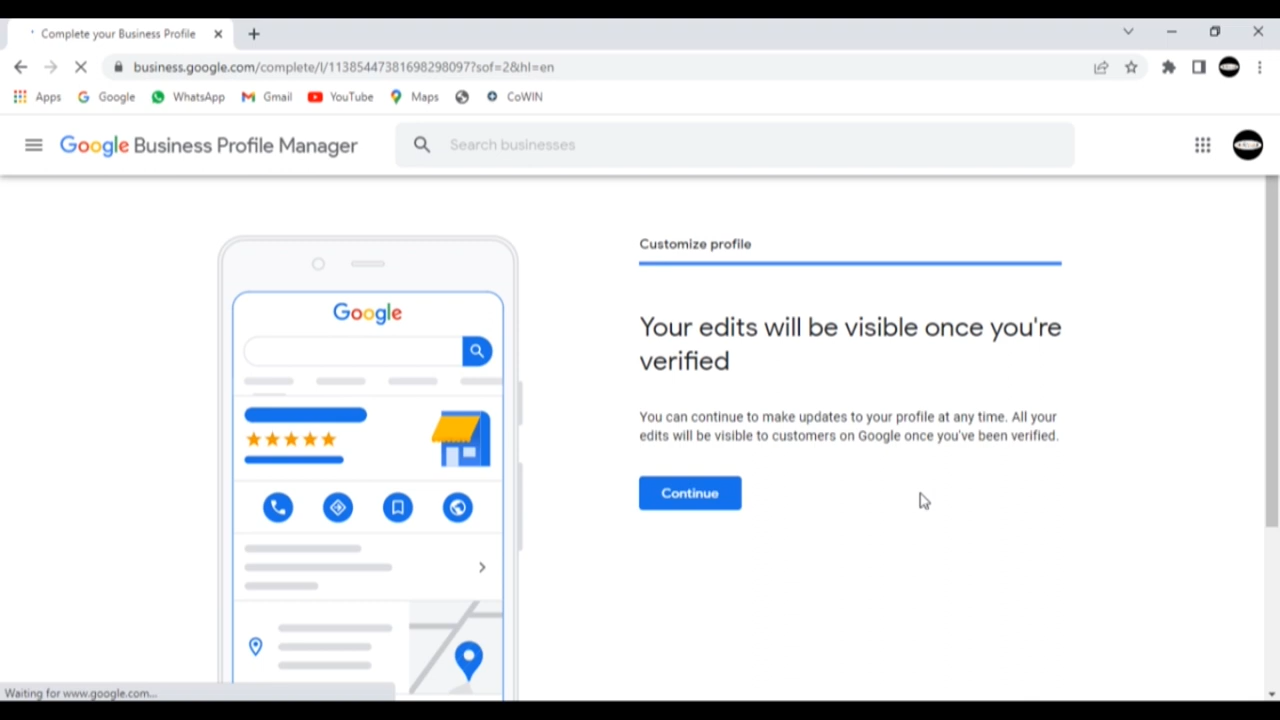 Complete your Business Profile
business.google.com/complete/l/11385447381698298097?sof=2&hl=en
Apps Google WhatsApp Gmail YouTube Maps CoWIN
Google Business Profile Manager Search businesses
Customize profile
Google
Your edits will be visible once you're
verified
You can continue to make updates to your profile at any time. All your
edits will be visible to customers on Google once you've been verified.
Continue
Waiting for www.google.com...